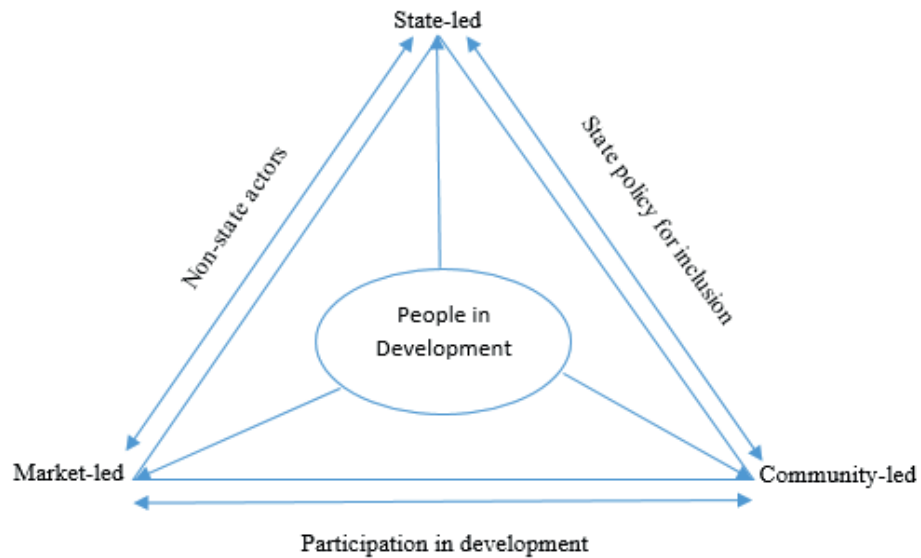 State-led
Non-state actors
State policy for inclusion
People in
Development
Market-led
Community-led
Participation in development